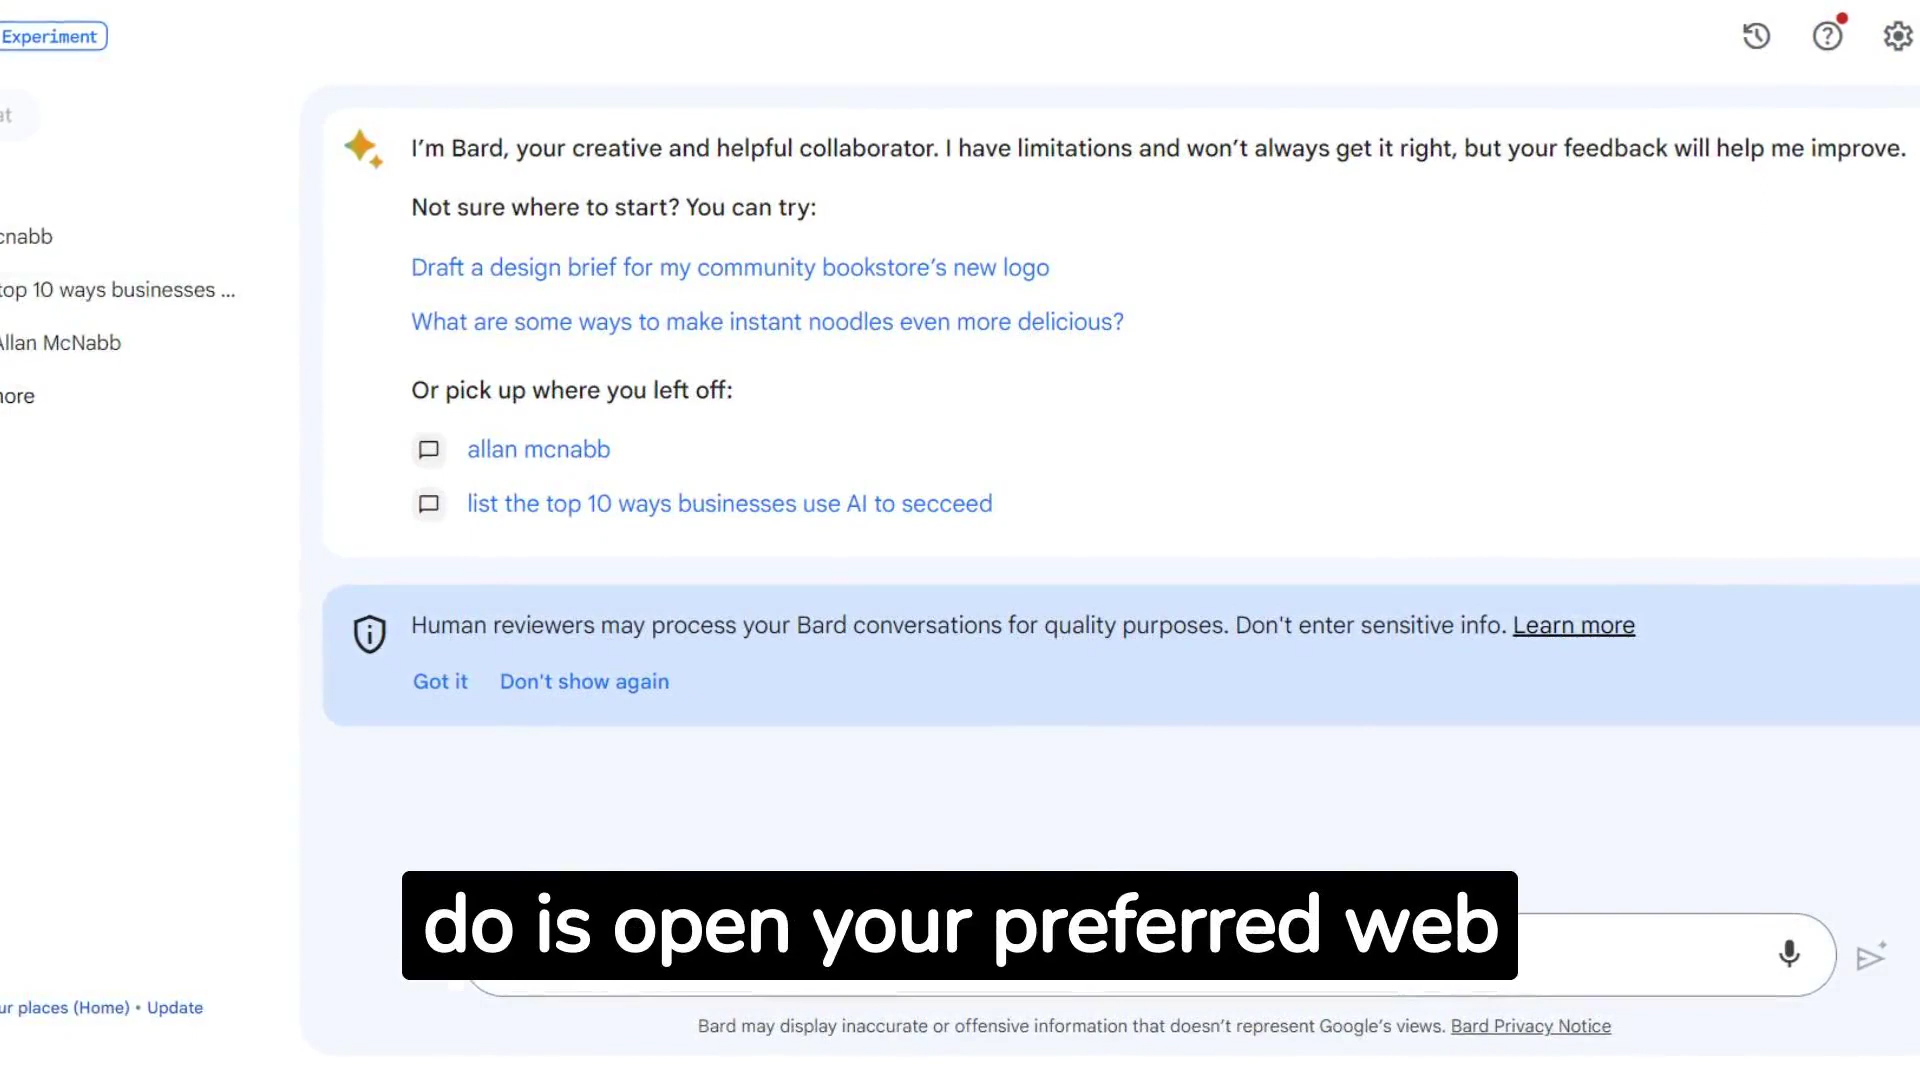 Experiment
at
I’m Bard, your creative and helpful collaborator. I have limitations and won’t always get it right, but your feedback will help me improve.
Not sure where to start? You can try:
cnabb
Draft a design brief for my community bookstore’s new logo
top 10 ways businesses ...
What are some ways to make instant noodles even more delicious?
Allan McNabb
Or pick up where you left off:
more
allan mcnabb
list the top 10 ways businesses use AI to secceed
Human reviewers may process your Bard conversations for quality purposes. Don't enter sensitive info. Learn more
Got it Don't show again
do is open your preferred web
ur places (Home) • Update
Bard may display inaccurate or offensive information that doesn’t represent Google’s views. Bard Privacy Notice